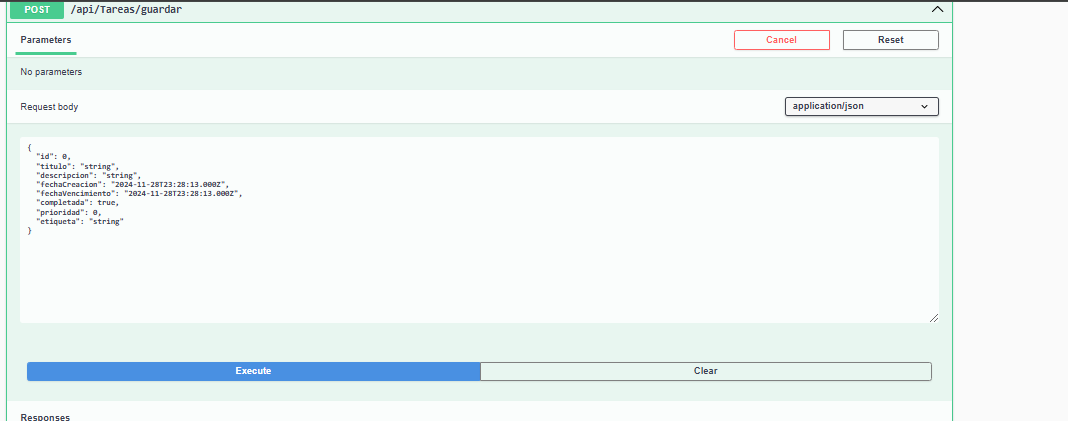 POST /api/Tareas/guardar
Parameters Cancel Reset
No parameters
Request body application/json
{
  "id": 0,
  "titulo": "string",
  "descripcion": "string",
  "fechaCreacion": "2024-11-28T23:28:13.000Z",
  "fechaVencimiento": "2024-11-28T23:28:13.000Z",
  "completada": true,
  "prioridad": 0,
  "etiqueta": "string"
}
Execute Clear
Responses